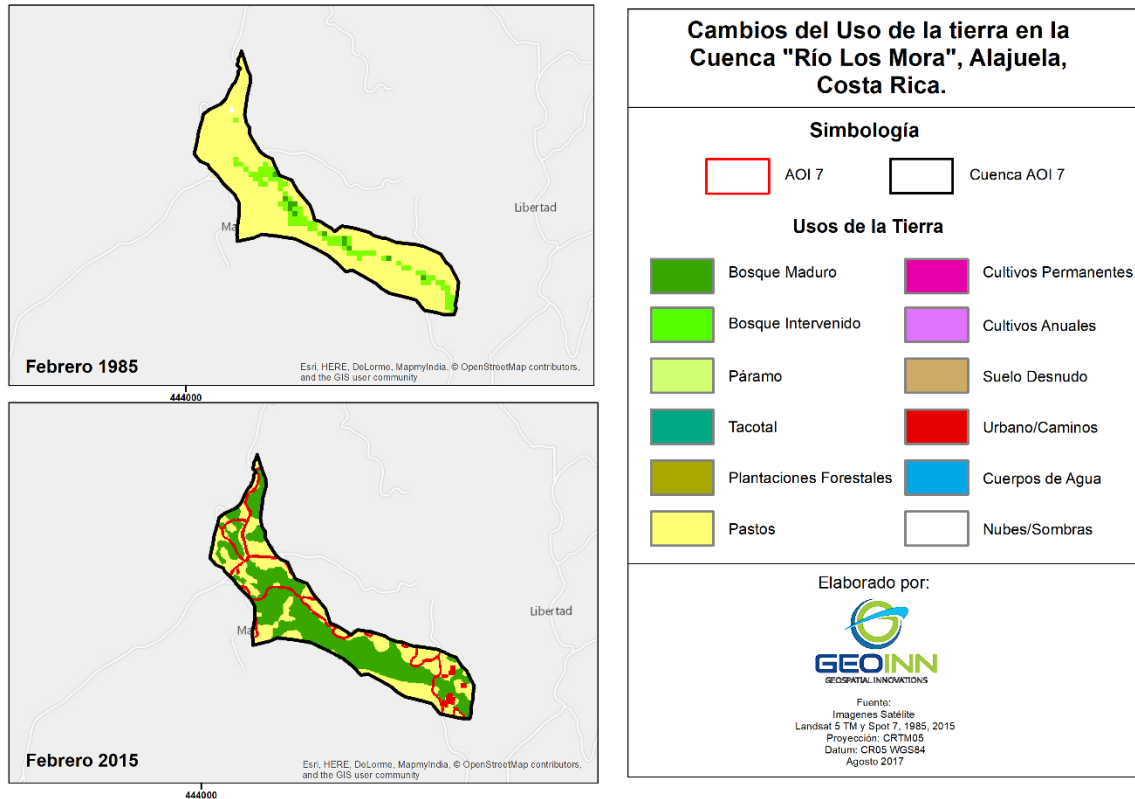 Libertad
Ma
Febrero 1985
Esri, HERE, DeLorme, MapmyIndia, © OpenStreetMap contributors,
and the GIS user community
444000
Libertad
Ma
Febrero 2015
Esri, HERE, DeLorme, MapmyIndia, © OpenStreetMap contributors,
and the GIS user community
444000
Cambios del Uso de la tierra en la
Cuenca "Río Los Mora", Alajuela,
Costa Rica.
Simbología
AOI 7
Cuenca AOI 7
Usos de la Tierra
Bosque Maduro
Cultivos Permanentes
Bosque Intervenido
Cultivos Anuales
Páramo
Suelo Desnudo
Tacotal
Urbano/Caminos
Plantaciones Forestales
Cuerpos de Agua
Pastos
Nubes/Sombras
Elaborado por:
GEOINN
GEOSPATIAL INNOVATIONS
Fuente:
Imagenes Satélite
Landsat 5 TM y Spot 7, 1985, 2015
Proyección: CRTM05
Datum: CR05 WGS84
Agosto 2017